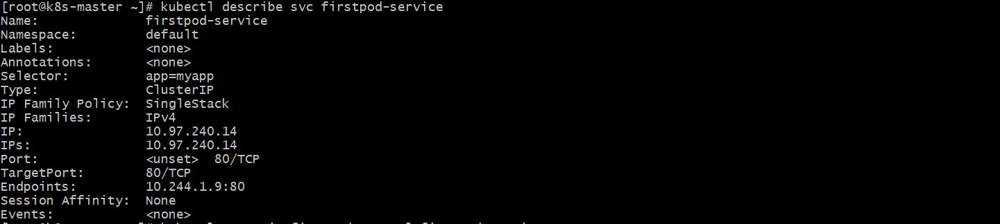 [root@k8s-master ~]# kubectl describe svc firstpod-service
Name:              firstpod-service
Namespace:         default
Labels:            <none>
Annotations:       <none>
Selector:          app=myapp
Type:              ClusterIP
IP Family Policy:  SingleStack
IP Families:       IPv4
IP:                10.97.240.14
IPs:               10.97.240.14
Port:              <unset>  80/TCP
TargetPort:        80/TCP
Endpoints:         10.244.1.9:80
Session Affinity:  None
Events:            <none>